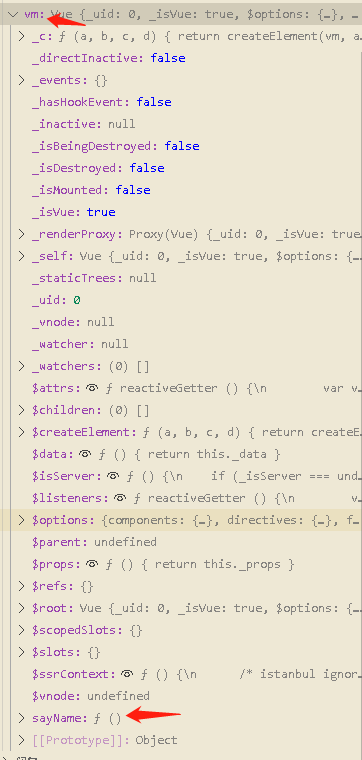 vm: Vue {_uid: 0, _isVue: true, $options: {…}, …
_c: ƒ (a, b, c, d) { return createElement(vm, a…
_directInactive: false
_events: {}
_hasHookEvent: false
_inactive: null
_isBeingDestroyed: false
_isDestroyed: false
_isMounted: false
_isVue: true
_renderProxy: Proxy(Vue) {_uid: 0, _isVue: true…
_self: Vue {_uid: 0, _isVue: true, $options: {…
_staticTrees: null
_uid: 0
_vnode: null
_watcher: null
_watchers: (0) []
$attrs: ƒ reactiveGetter () {\n var v…
$children: (0) []
$createElement: ƒ (a, b, c, d) { return createE…
$data: ƒ () { return this._data }
$isServer: ƒ () {\n if (_isServer === und…
$listeners: ƒ reactiveGetter () {\n v…
$options: {components: {…}, directives: {…}, f…
$parent: undefined
$props: ƒ () { return this._props }
$refs: {}
$root: Vue {_uid: 0, _isVue: true, $options: {…
$scopedSlots: {}
$slots: {}
$ssrContext: ƒ () {\n /* istanbul ignor…
$vnode: undefined
sayName: ƒ ()
[[Prototype]]: Object